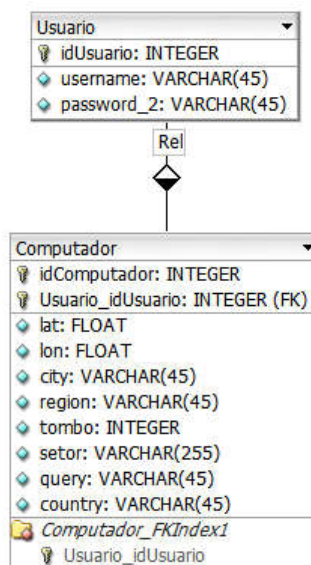 Usuario
idUsuario: INTEGER
username: VARCHAR(45)
password_2: VARCHAR(45)
Rel
Computador
idComputador: INTEGER
Usuario_idUsuario: INTEGER (FK)
lat: FLOAT
lon: FLOAT
city: VARCHAR(45)
region: VARCHAR(45)
tombo: INTEGER
setor: VARCHAR(255)
query: VARCHAR(45)
country: VARCHAR(45)
Computador_FKIndex1
Usuario_idUsuario